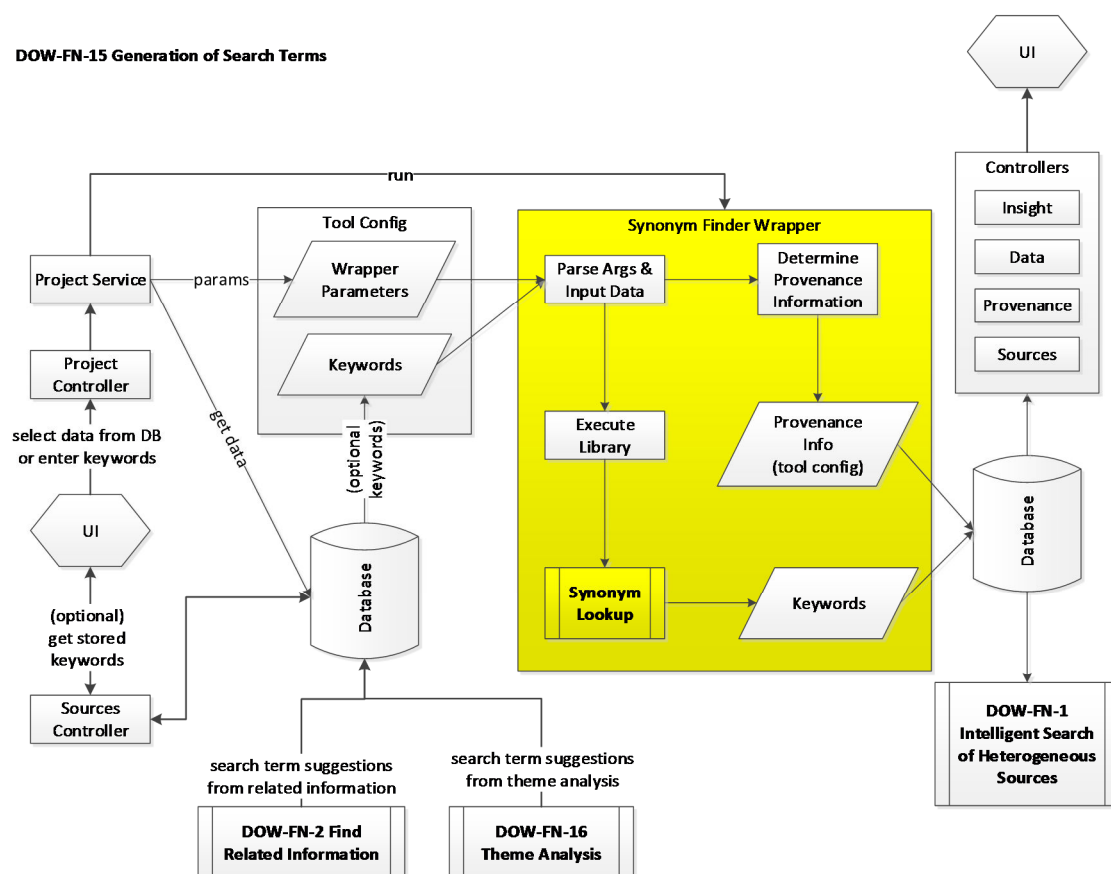 DOW-FN-15 Generation of Search Terms
UI
Controllers
Insight
Data
Provenance
Sources
run
Tool Config
Wrapper
Parameters
Keywords
Project Service
params
get data
Project
Controller
select data from DB
or enter keywords
UI
(optional)
get stored
keywords
Sources
Controller
(optional
keywords)
Database
Synonym Finder Wrapper
Parse Args &
Input Data
Determine
Provenance
Information
Execute
Library
Provenance
Info
(tool config)
Synonym
Lookup
Keywords
Database
DOW-FN-1
Intelligent Search
of Heterogeneous
Sources
search term suggestions
from related information
search term suggestions
from theme analysis
DOW-FN-2 Find
Related Information
DOW-FN-16
Theme Analysis